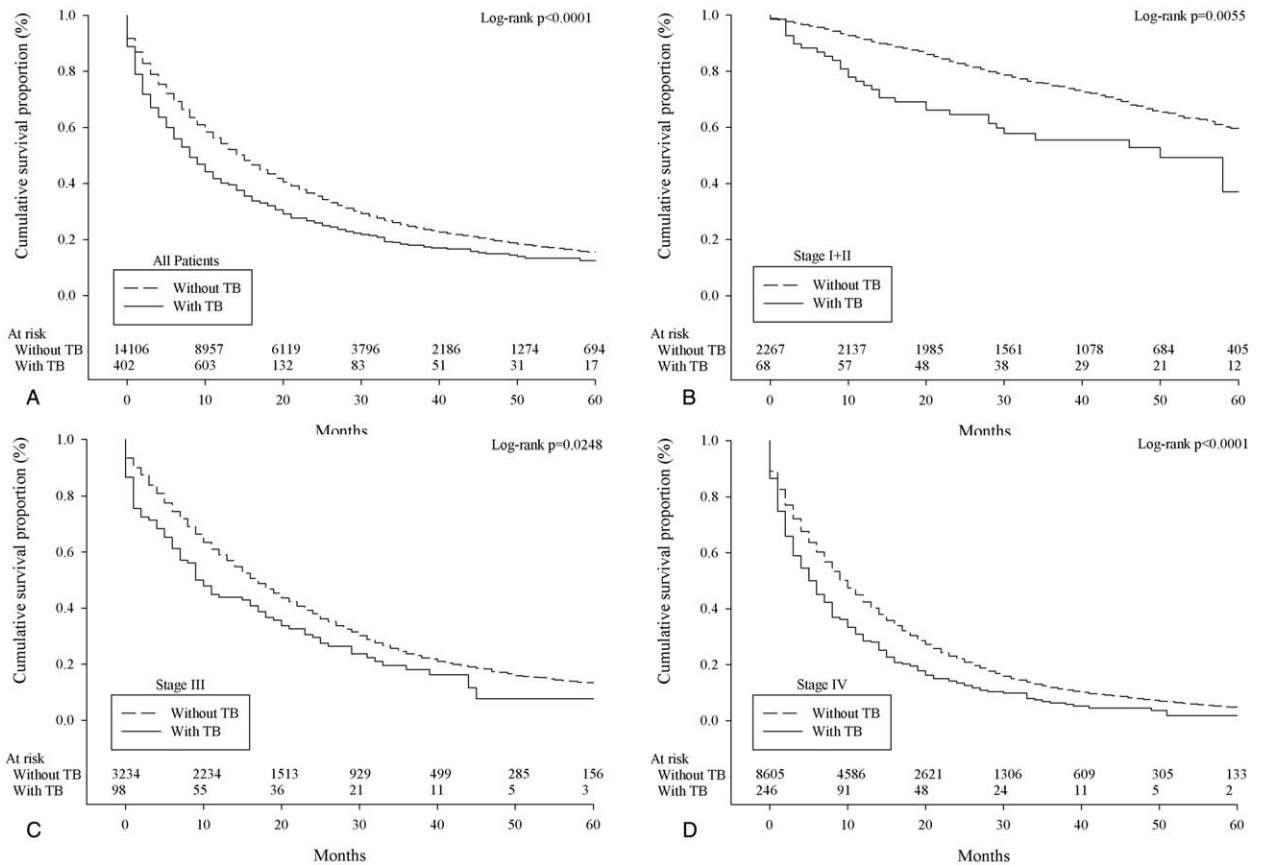 Log-rank p<0.0001
Cumulative survival proportion (%)
1.0
0.8
0.6
0.4
0.2
0.0
All Patients
Without TB
With TB
At risk
Without TB 14106 8957 6119 3796 2186 1274 694
With TB 402 603 132 83 51 31 17
0 10 20 30 40 50 60
Months
A
Log-rank p=0.0055
Cumulative survival proportion (%)
1.0
0.8
0.6
0.4
0.2
0.0
Stage I+II
Without TB
With TB
At risk
Without TB 2267 2137 1985 1561 1078 684 405
With TB 68 57 48 38 29 21 12
0 10 20 30 40 50 60
Months
B
Log-rank p=0.0248
Cumulative survival proportion (%)
1.0
0.8
0.6
0.4
0.2
0.0
Stage III
Without TB
With TB
At risk
Without TB 3234 2234 1513 929 499 285 156
With TB 98 55 36 21 11 5 3
0 10 20 30 40 50 60
Months
C
Log-rank p<0.0001
Cumulative survival proportion (%)
1.0
0.8
0.6
0.4
0.2
0.0
Stage IV
Without TB
With TB
At risk
Without TB 8605 4586 2621 1306 609 305 133
With TB 246 91 48 24 11 5 2
0 10 20 30 40 50 60
Months
D